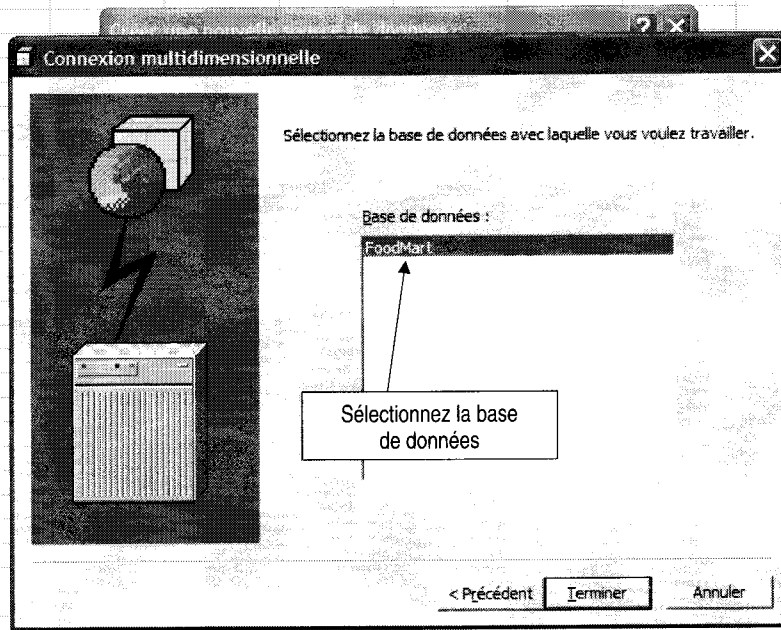 Connexion multidimensionnelle
Sélectionnez la base de données avec laquelle vous voulez travailler.
Base de données :
FoodMart
Sélectionnez la base
de données
< Précédent
Terminer
Annuler